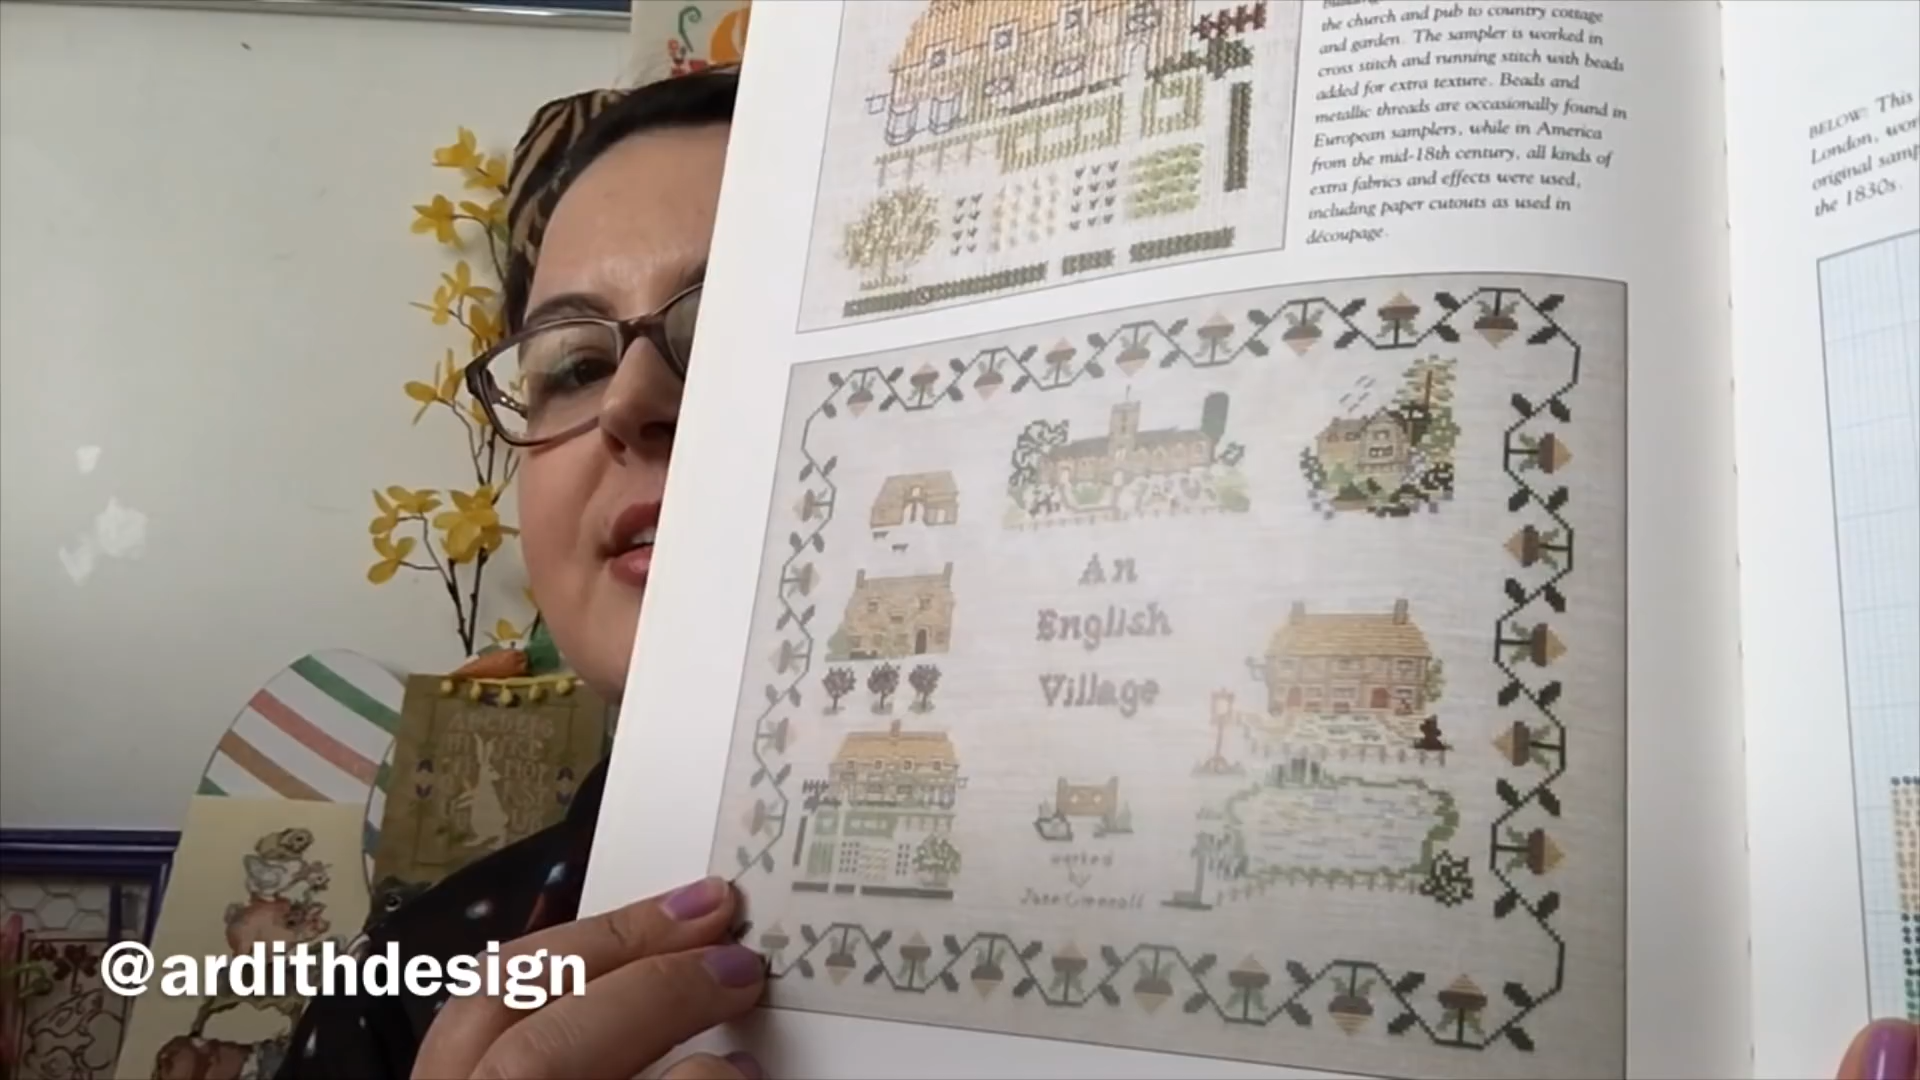 the church and pub to country cottage
and garden. The sampler is worked in
cross stitch and running stitch with beads
added for extra texture. Beads and
metallic threads are occasionally found in
European samplers, while in America
from the mid-18th century, all kinds of
extra fabrics and effects were used,
including paper cutouts as used in
découpage.
BELOW: This
London, wor
original samp
the 1830s.
An
English
Village
worked
by
@ardithdesign